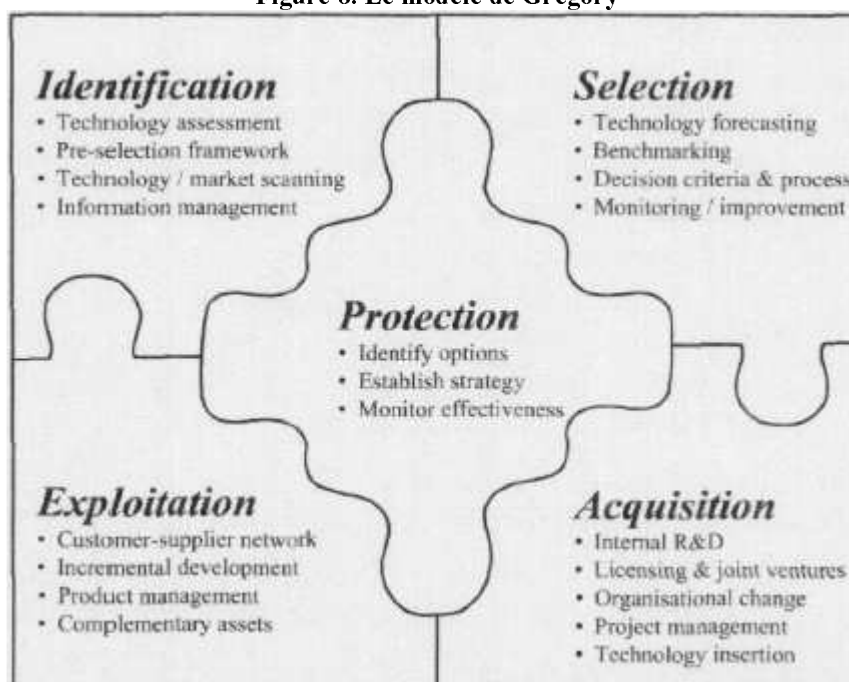 Figure 6: Le modèle de Gregory
Identification
• Technology assessment
• Pre-selection framework
• Technology / market scanning
• Information management
Selection
• Technology forecasting
• Benchmarking
• Decision criteria & process
• Monitoring / improvement
Protection
• Identify options
• Establish strategy
• Monitor effectiveness
Exploitation
• Customer-supplier network
• Incremental development
• Product management
• Complementary assets
Acquisition
• Internal R&D
• Licensing & joint ventures
• Organisational change
• Project management
• Technology insertion